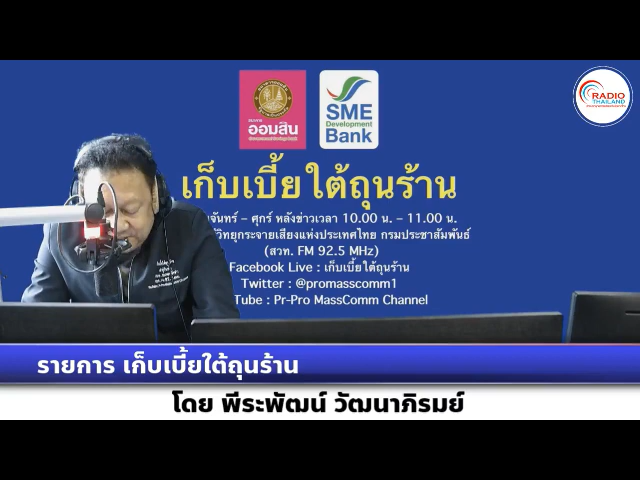 RADIO
THAILAND
ออมสิน
SME
Development
Bank
เก็บเบี้ยใต้ถุนร้าน
จันทร์ – ศุกร์ หลังข่าวเวลา 10.00 น. – 11.00 น.
วิทยุกระจายเสียงแห่งประเทศไทย กรมประชาสัมพันธ์
(สวท. FM 92.5 MHz)
Facebook Live : เก็บเบี้ยใต้ถุนร้าน
Twitter : @promasscomm1
Tube : Pr-Pro MassComm Channel
รายการ เก็บเบี้ยใต้ถุนร้าน
โดย พีระพัฒน์ วัฒนาภิรมย์